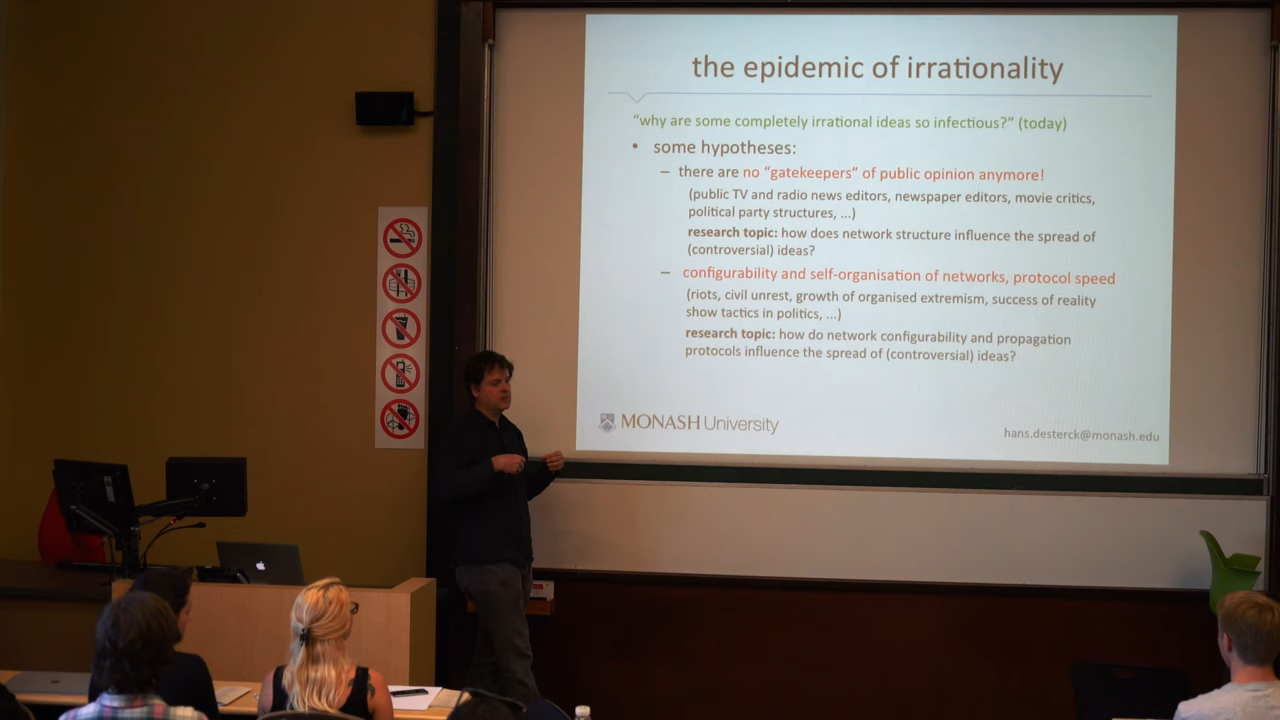 the epidemic of irrationality
“why are some completely irrational ideas so infectious?” (today)
• some hypotheses:
– there are no “gatekeepers” of public opinion anymore!
(public TV and radio news editors, newspaper editors, movie critics,
political party structures, ...)
research topic: how does network structure influence the spread of
(controversial) ideas?
– configurability and self-organisation of networks, protocol speed
(riots, civil unrest, growth of organised extremism, success of reality
show tactics in politics, ...)
research topic: how do network configurability and propagation
protocols influence the spread of (controversial) ideas?
MONASH University
hans.desterck@monash.edu